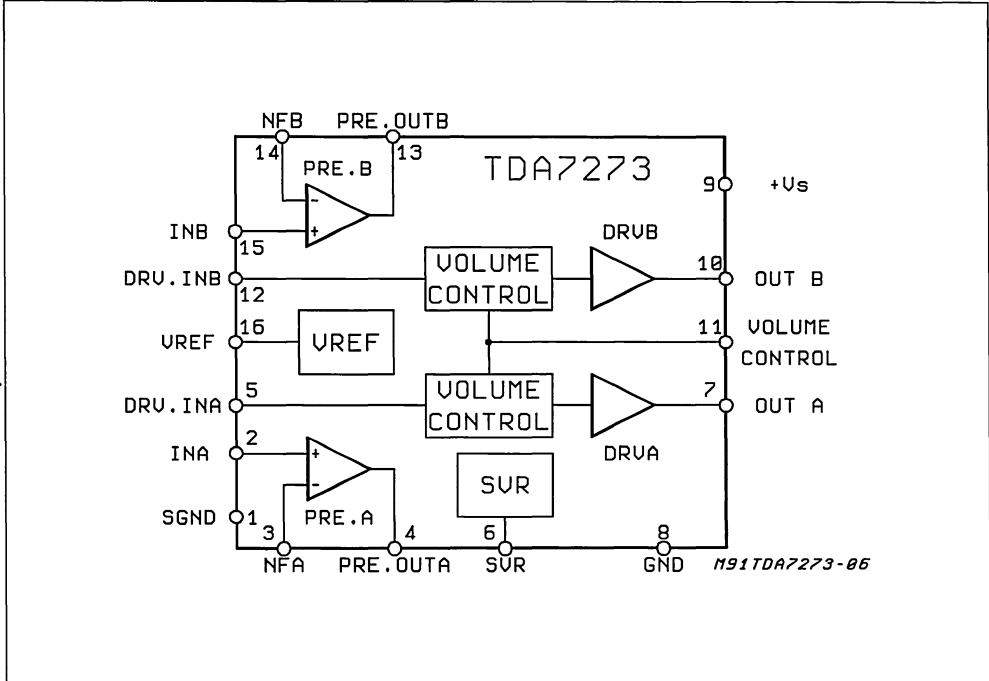 NFB PRE.OUTB
14 13
PRE.B
TDA7273
9 +Vs
-
+
INB
15
DRVB
DRV.INB
12
VOLUME
CONTROL
10 OUT B
16
VREF
VREF
11 VOLUME
CONTROL
5
DRV.INA
VOLUME
CONTROL
7 OUT A
2
INA
+
-
DRVA
SVR
SGND 1
PRE.A
3 4 6 8
NFA PRE.OUTA SVR GND M91TDA7273-06